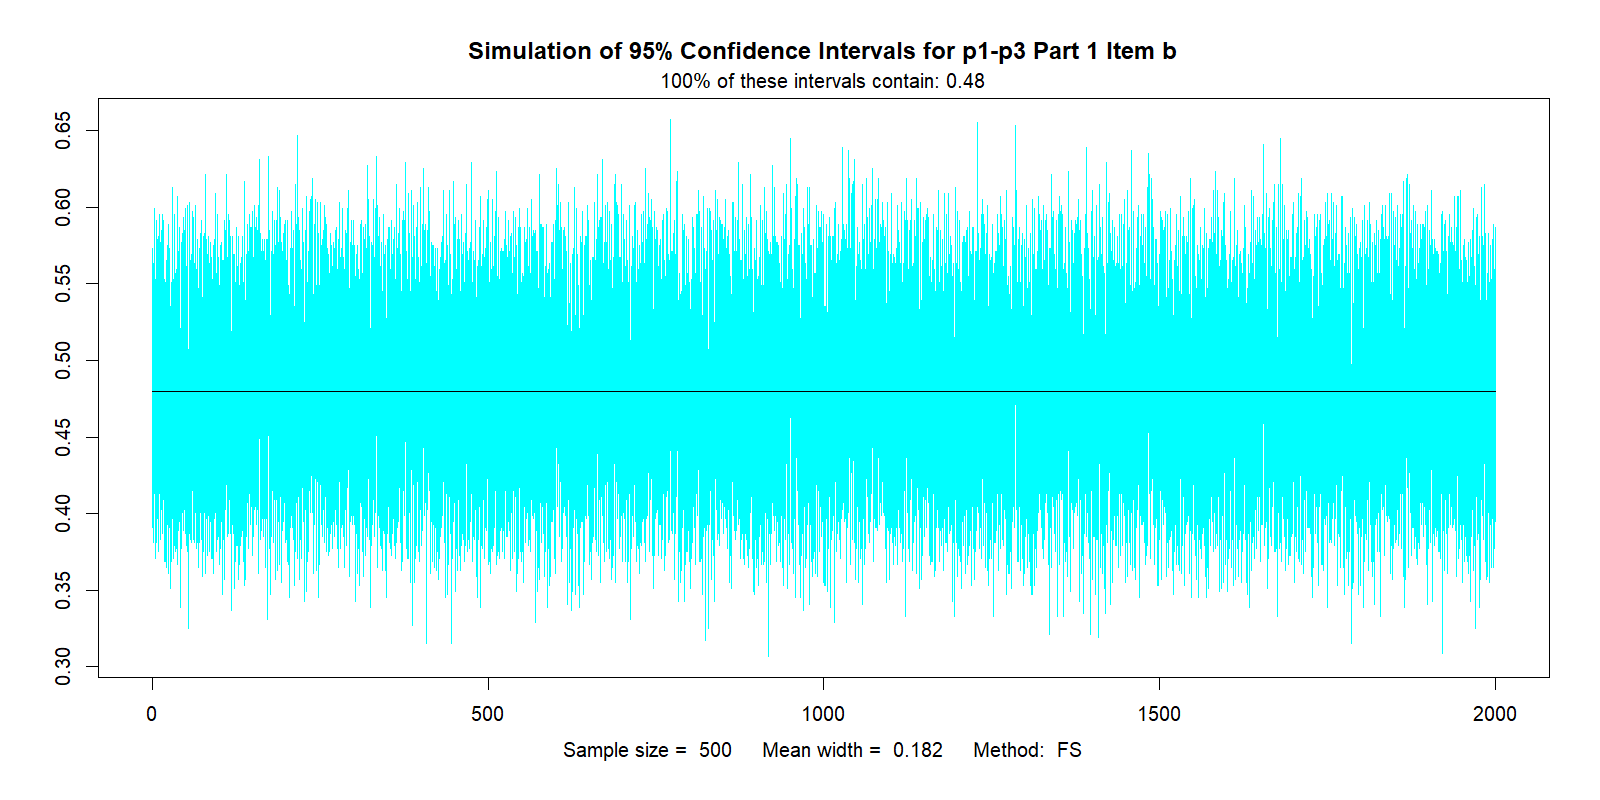 Simulation of 95% Confidence Intervals for p1-p3 Part 1 Item b
100% of these intervals contain: 0.48
0.65
0.60
0.55
0.50
0.45
0.40
0.35
0.30
0 500 1000 1500 2000
Sample size = 500 Mean width = 0.182 Method: FS